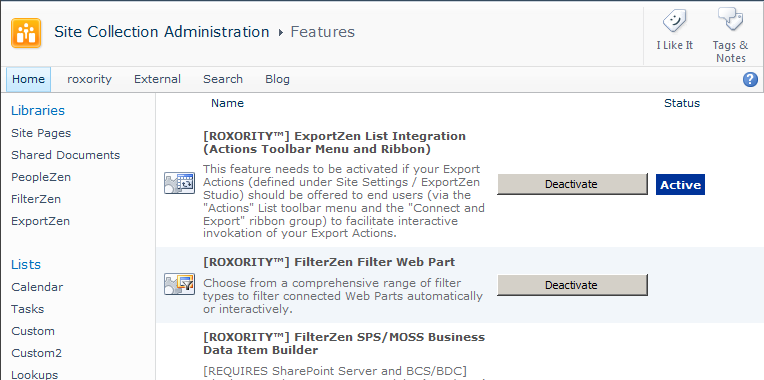 Site Collection Administration ▸ Features
I Like It
Tags &
Notes
Home
roxority
External
Search
Blog
Libraries
Site Pages
Shared Documents
PeopleZen
FilterZen
ExportZen
Lists
Calendar
Tasks
Custom
Custom2
Lookups
Name
Status
[ROXORITY™] ExportZen List Integration
(Actions Toolbar Menu and Ribbon)
This feature needs to be activated if your Export
Actions (defined under Site Settings / ExportZen
Studio) should be offered to end users (via the
"Actions" List toolbar menu and the "Connect and
Export" ribbon group) to facilitate interactive
invokation of your Export Actions.
Deactivate
Active
[ROXORITY™] FilterZen Filter Web Part
Choose from a comprehensive range of filter
types to filter connected Web Parts automatically
or interactively.
Deactivate
[ROXORITY™] FilterZen SPS/MOSS Business
Data Item Builder
[REQUIRES SharePoint Server and BCS/BDC]